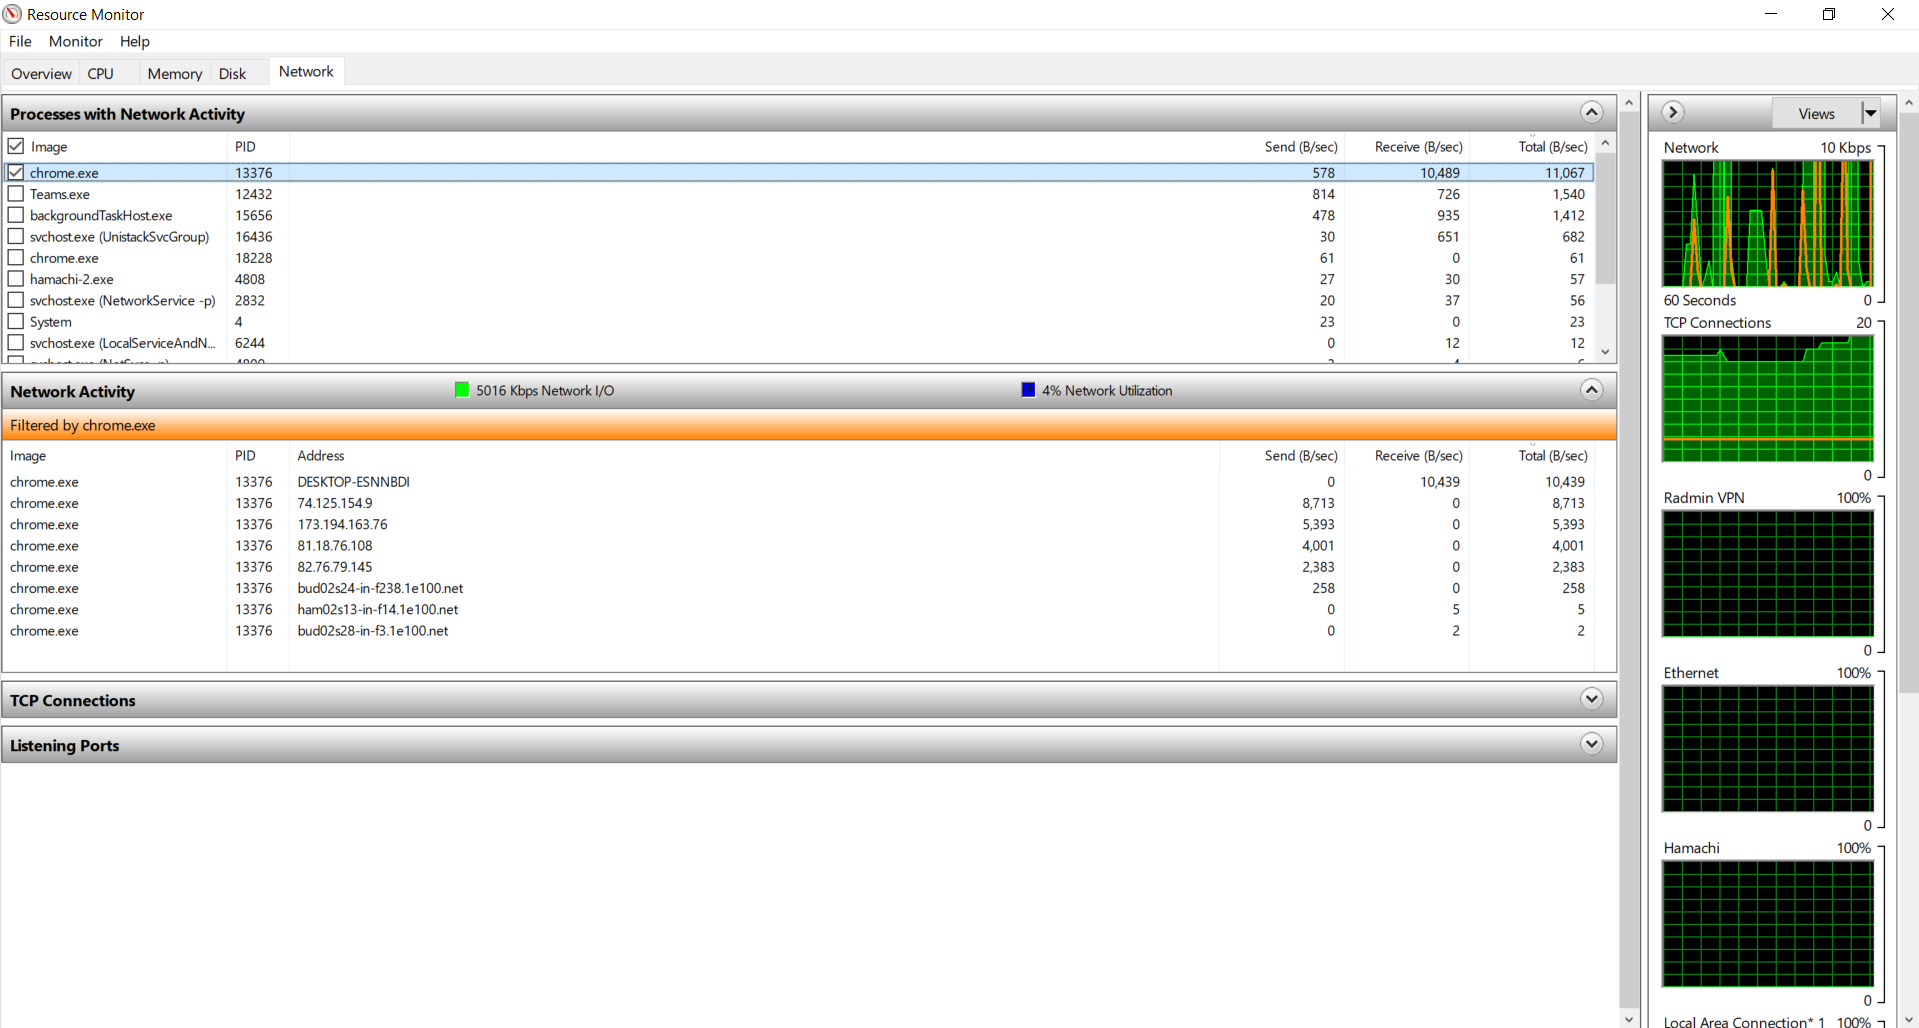 Resource Monitor
File Monitor Help
Overview CPU Memory Disk Network
Processes with Network Activity
Image PID Send (B/sec) Receive (B/sec) Total (B/sec)
chrome.exe 13376 578 10,489 11,067
Teams.exe 12432 814 726 1,540
backgroundTaskHost.exe 15656 478 935 1,412
svchost.exe (UnistackSvcGroup) 16436 30 651 682
chrome.exe 18228 61 0 61
hamachi-2.exe 4808 27 30 57
svchost.exe (NetworkService -p) 2832 20 37 56
System 4 23 0 23
svchost.exe (LocalServiceAndN... 6244 0 12 12
Network Activity 5016 Kbps Network I/O 4% Network Utilization
Filtered by chrome.exe
Image PID Address Send (B/sec) Receive (B/sec) Total (B/sec)
chrome.exe 13376 DESKTOP-ESNNBDI 0 10,439 10,439
chrome.exe 13376 74.125.154.9 8,713 0 8,713
chrome.exe 13376 173.194.163.76 5,393 0 5,393
chrome.exe 13376 81.18.76.108 4,001 0 4,001
chrome.exe 13376 82.76.79.145 2,383 0 2,383
chrome.exe 13376 bud02s24-in-f238.1e100.net 258 0 258
chrome.exe 13376 ham02s13-in-f14.1e100.net 0 5 5
chrome.exe 13376 bud02s28-in-f3.1e100.net 0 2 2
TCP Connections
Listening Ports
Views
Network 10 Kbps
60 Seconds 0
TCP Connections 20
0
Radmin VPN 100%
0
Ethernet 100%
0
Hamachi 100%
0
Local Area Connection* 1 100%